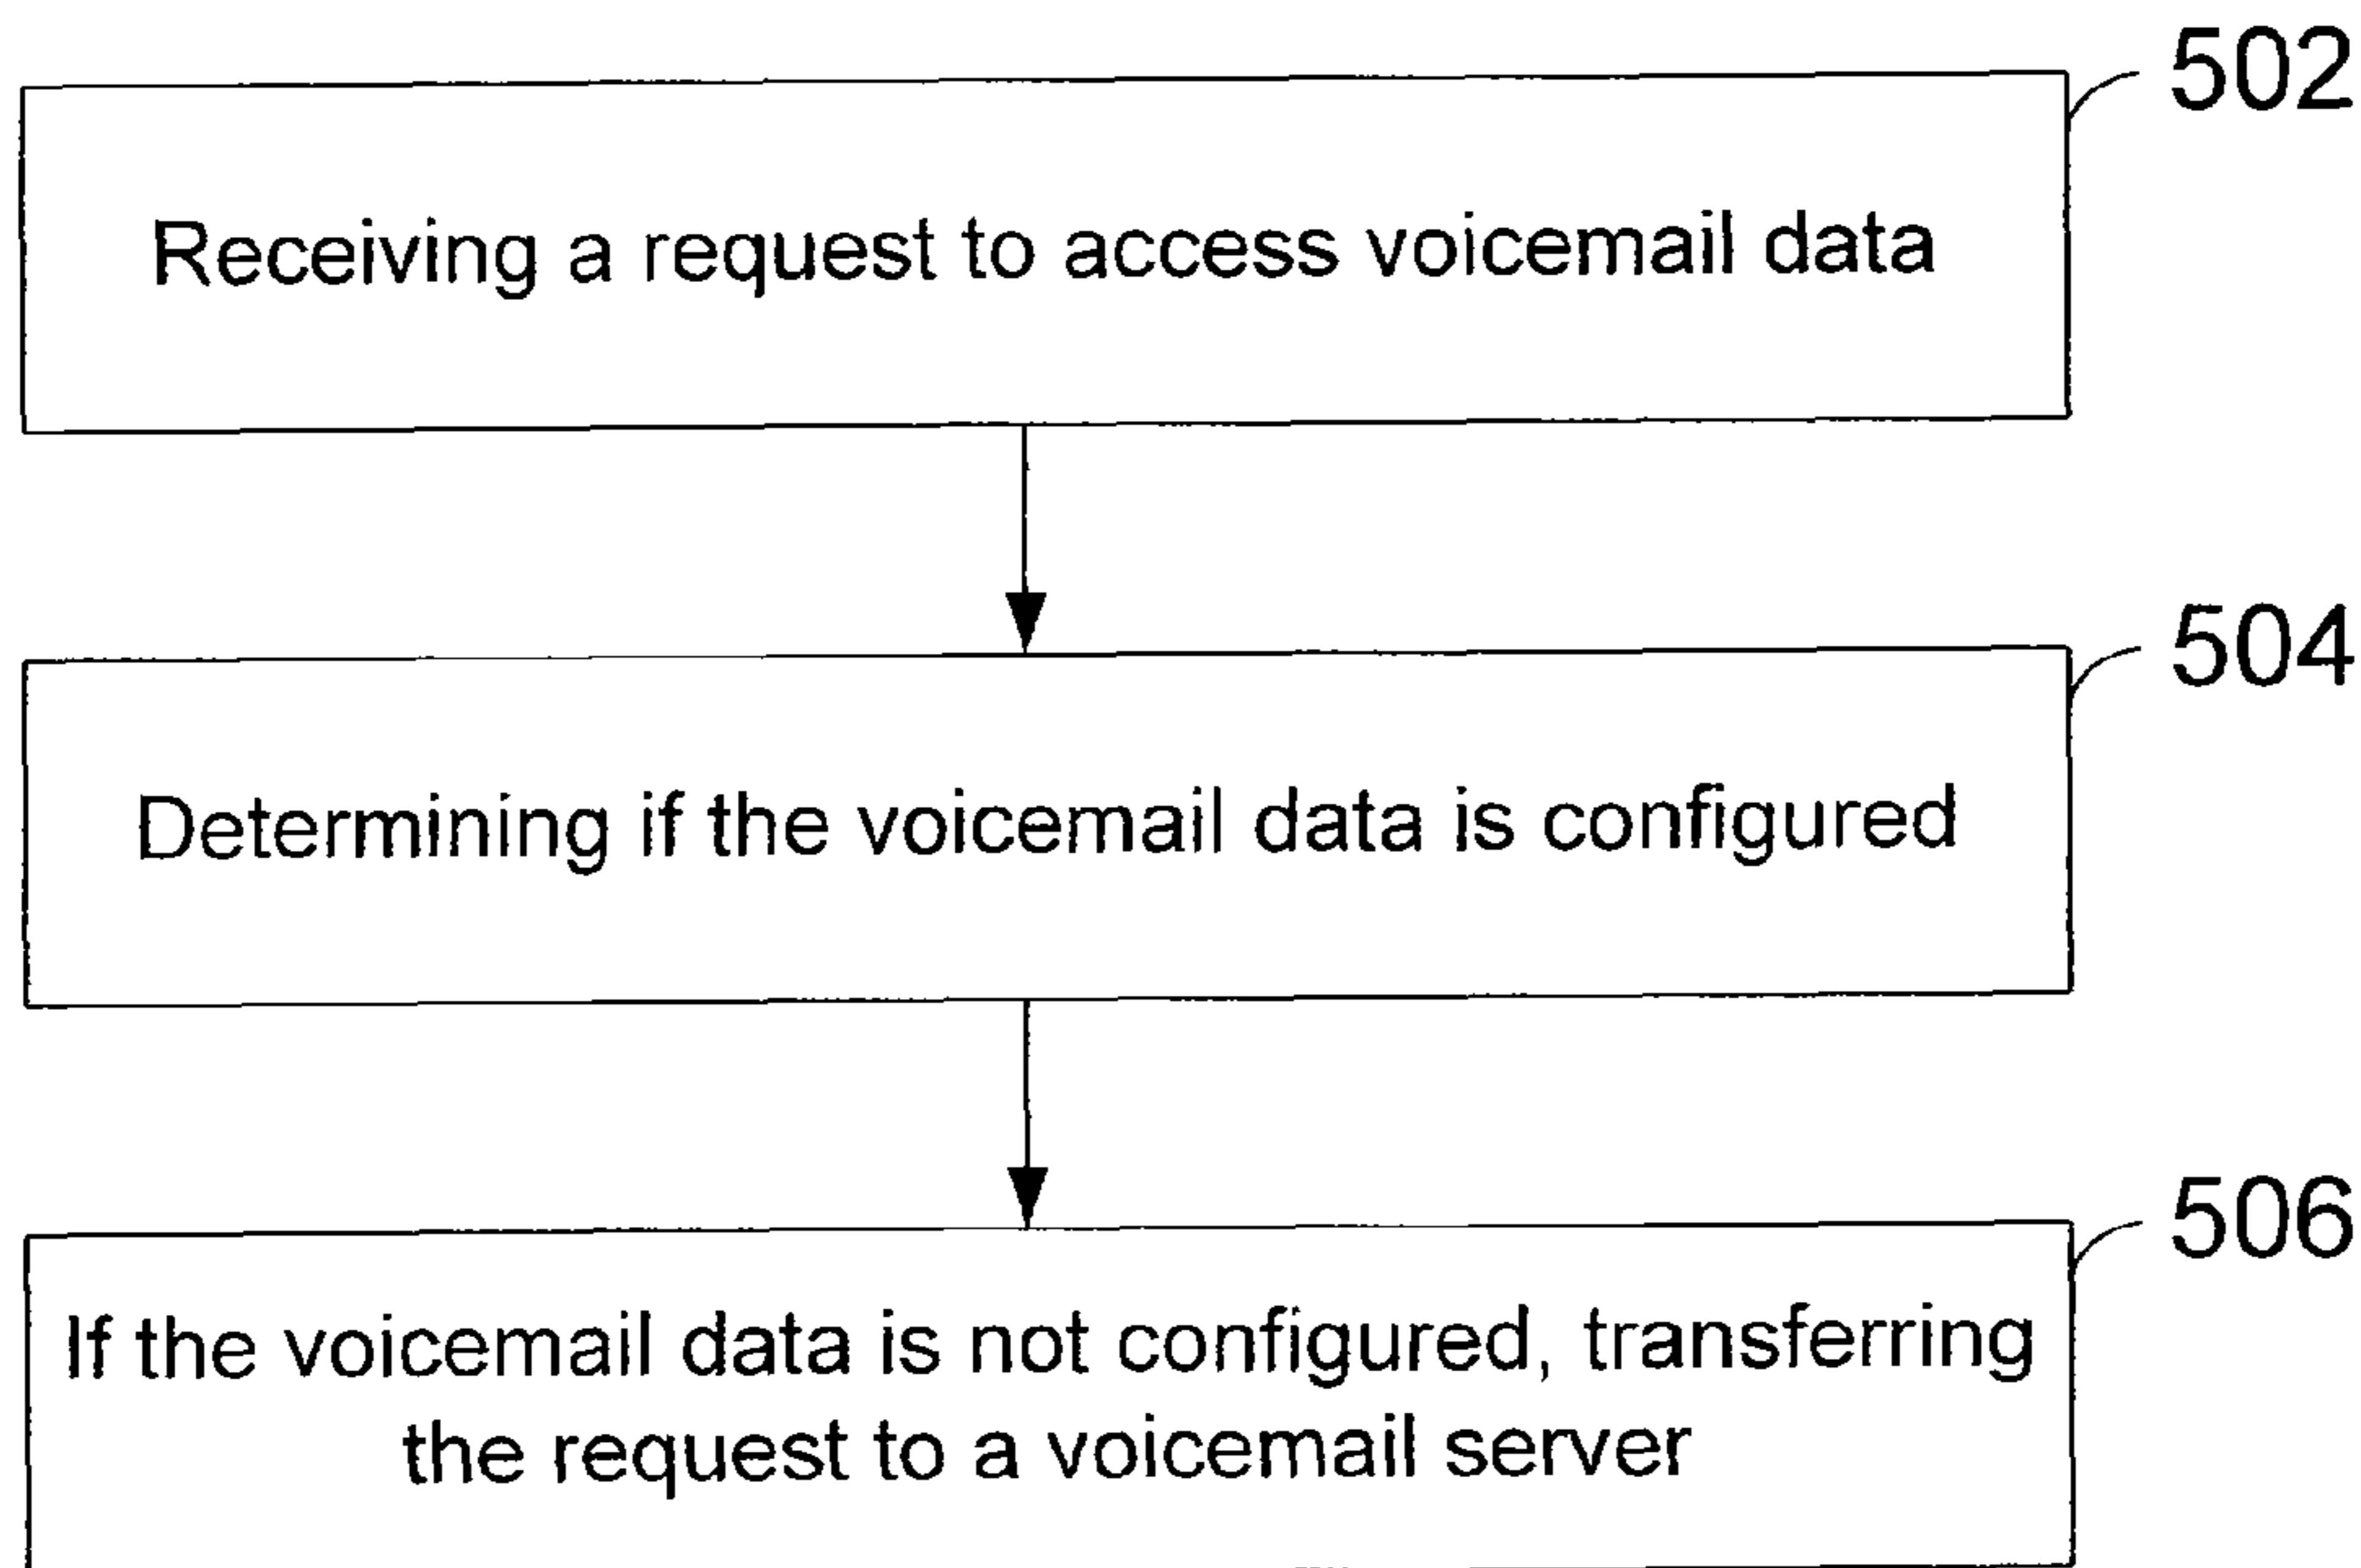 502
Receiving a request to access voicemail data
504
Determining if the voicemail data is configured
506
If the voicemail data is not configured, transferring
the request to a voicemail server